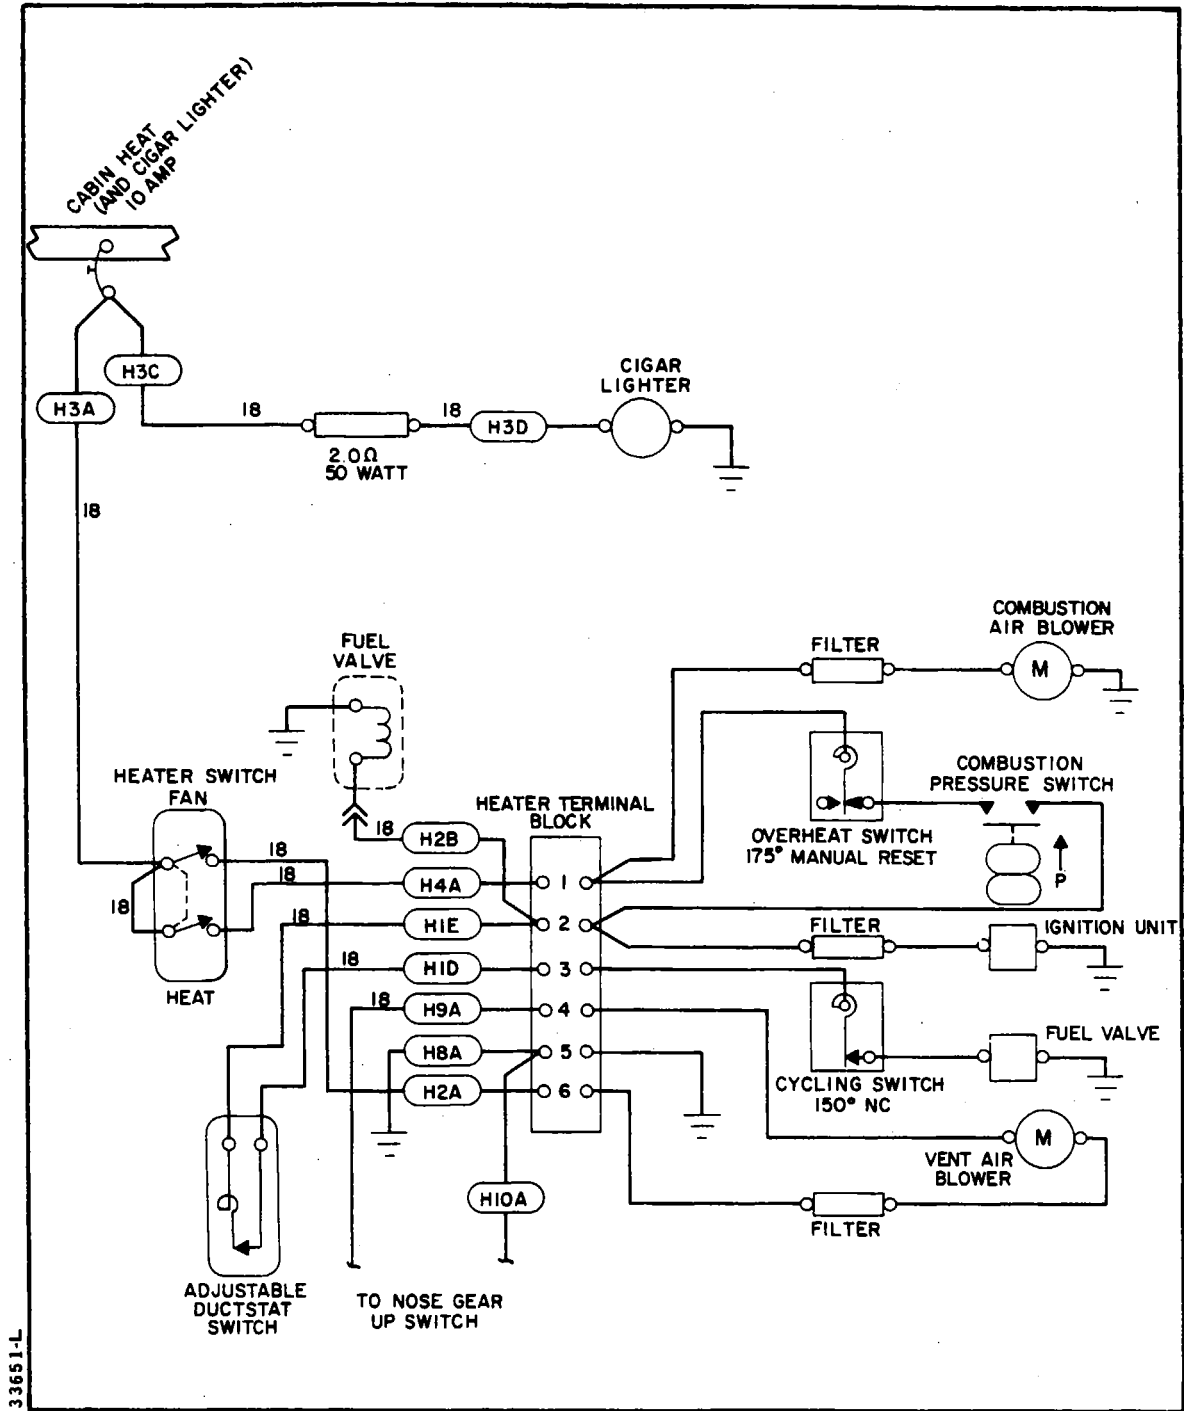 CABIN HEAT
(AND CIGAR LIGHTER)
10 AMP
H3C
H3A
18
2.0Ω
50 WATT
18
H3D
CIGAR
LIGHTER
18
COMBUSTION
AIR BLOWER
FILTER
M
FUEL
VALVE
HEATER SWITCH
FAN
HEAT
18
18
18
18
H2B
HEATER TERMINAL
BLOCK
OVERHEAT SWITCH
175° MANUAL RESET
COMBUSTION
PRESSURE SWITCH
P
H4A
1
18
H1E
2
FILTER
IGNITION UNIT
18
H1D
3
18
H9A
4
H8A
5
H2A
6
CYCLING SWITCH
150° NC
FUEL VALVE
M
VENT AIR
BLOWER
H10A
FILTER
ADJUSTABLE
DUCTSTAT
SWITCH
TO NOSE GEAR
UP SWITCH
33651-L